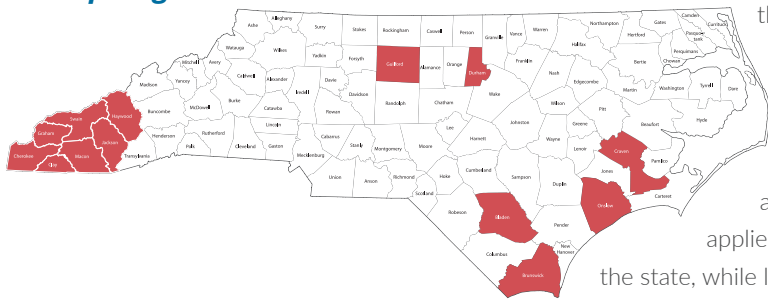 th
Alleghany
Ashe
Surry
Stokes
Rockingham
Caswell
Person
Granville
Vance
Warren
Northampton
Gates
Camden
Currituck
Hertford
Halifax
Perquimans
Chowan
Bertie
Watauga
Wilkes
Yadkin
Forsyth
Guilford
Alamance
Orange
Durham
Franklin
Nash
Edgecombe
Martin
Washington
Tyrrell
Dare
Mitchell
Avery
Yancey
Caldwell
Alexander
Iredell
Davie
Davidson
Randolph
Chatham
Wake
Wilson
Pitt
Beaufort
Hyde
Madison
Buncombe
McDowell
Burke
Catawba
Rowan
Lincoln
Lee
Johnston
Greene
Haywood
Swain
Graham
Jackson
Henderson
Rutherford
Polk
Cleveland
Gaston
Mecklenburg
Cabarrus
Stanly
Montgomery
Moore
Harnett
Wayne
Lenoir
Craven
Pamlico
Cherokee
Clay
Macon
Transylvania
Union
Anson
Richmond
Scotland
Hoke
Cumberland
Sampson
Duplin
Jones
Carteret
Onslow
Robeson
Bladen
Pender
Columbus
New
Hanover
Brunswick
a
applie
the state, while l